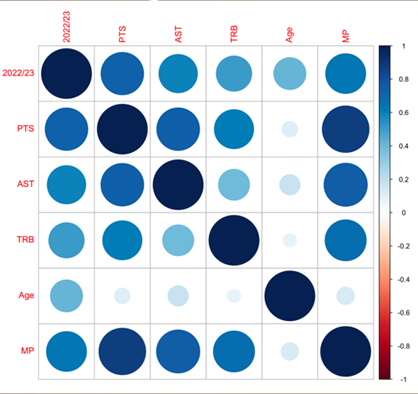 2022/23
PTS
AST
TRB
Age
MP
2022/23
PTS
AST
TRB
Age
MP
1
0.8
0.6
0.4
0.2
0
-0.2
-0.4
-0.6
-0.8
-1